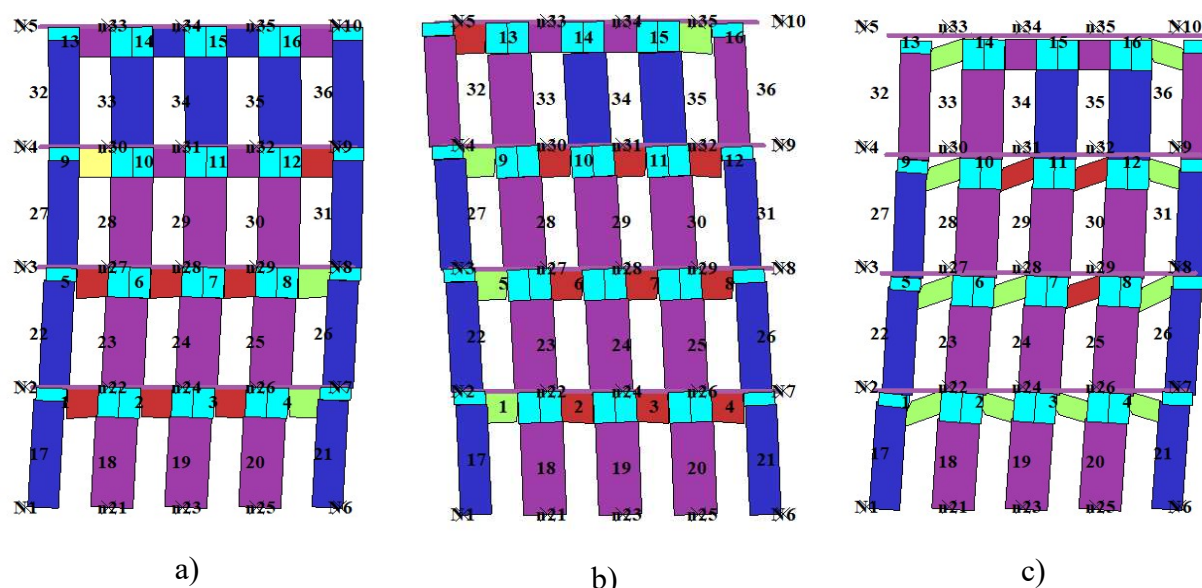 N5 n33 n34 n35 N10
13 14 15 16
32 33 34 35 36
N4 n30 n31 n32 N9
9 10 11 12
27 28 29 30 31
N3 n27 n28 n29 N8
5 6 7 8
22 23 24 25 26
N2 n22 n24 n26 N7
1 2 3 4
17 18 19 20 21
N1 n21 n23 n25 N6
a)
N5 n33 n34 n35 N10
13 14 15 16
32 33 34 35 36
N4 n30 n31 n32 N9
9 10 11 12
27 28 29 30 31
N3 n27 n28 n29 N8
5 6 7 8
22 23 24 25 26
N2 n22 n24 n26 N7
1 2 3 4
17 18 19 20 21
N1 n21 n23 n25 N6
b)
N5 n33 n34 n35 N10
13 14 15 16
32 33 34 35 36
N4 n30 n31 n32 N9
9 10 11 12
27 28 29 30 31
N3 n27 n28 n29 N8
5 6 7 8
22 23 24 25 26
N2 n22 n24 n26 N7
1 2 3 4
17 18 19 20 21
N1 n21 n23 n25 N6
c)